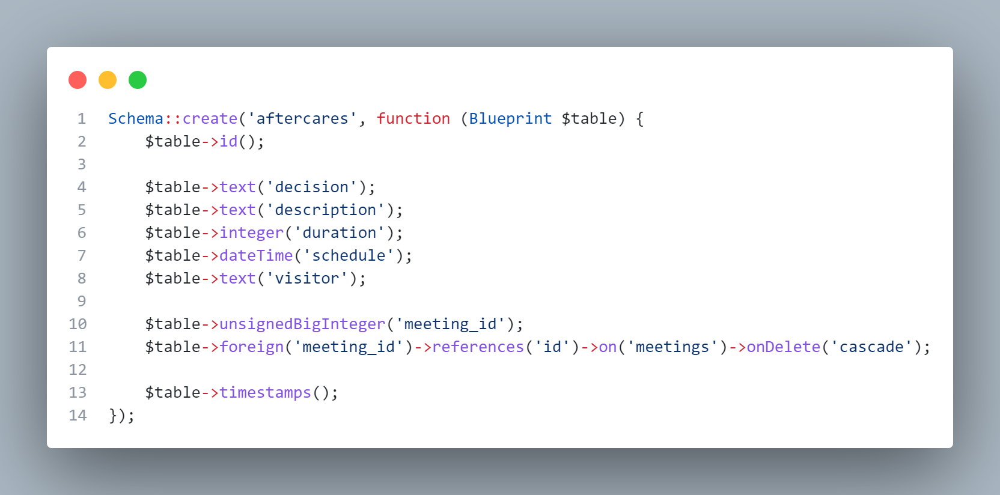 1 Schema::create('aftercares', function (Blueprint $table) {
2     $table->id();
3
4     $table->text('decision');
5     $table->text('description');
6     $table->integer('duration');
7     $table->dateTime('schedule');
8     $table->text('visitor');
9
10     $table->unsignedBigInteger('meeting_id');
11     $table->foreign('meeting_id')->references('id')->on('meetings')->onDelete('cascade');
12
13     $table->timestamps();
14 });